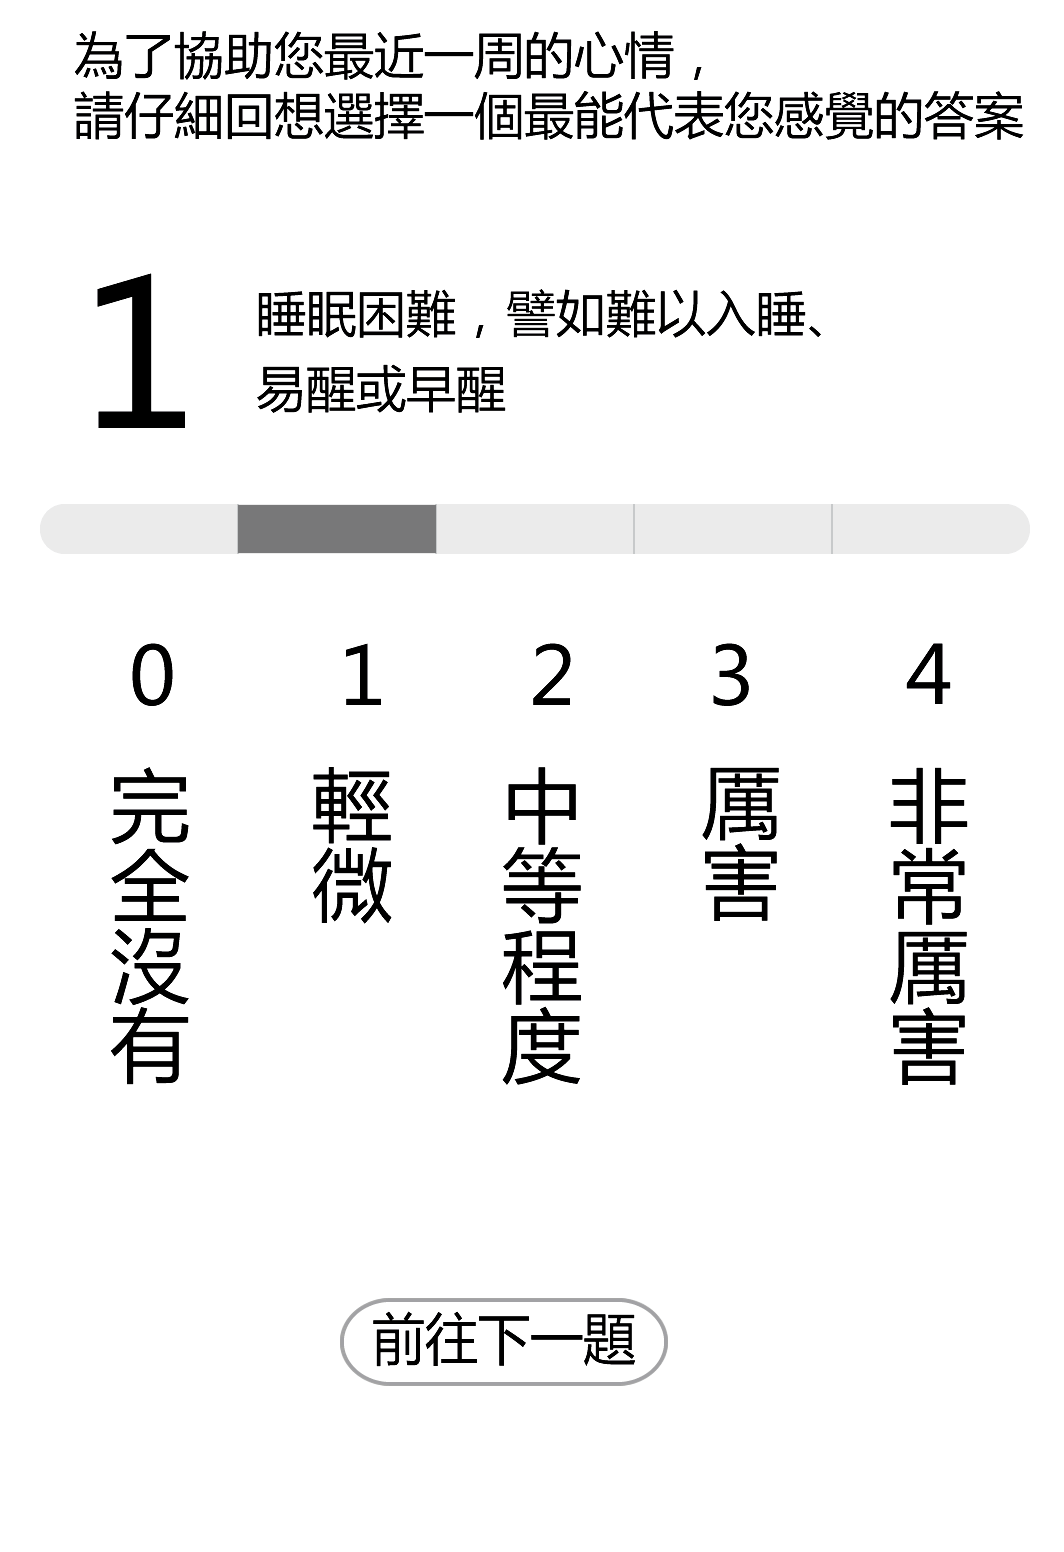 為了協助您最近一周的心情，
請仔細回想選擇一個最能代表您感覺的答案
1
睡眠困難，譬如難以入睡、
易醒或早醒
0
1
2
3
4
完全沒有
輕微
中等程度
厲害
非常厲害
前往下一題